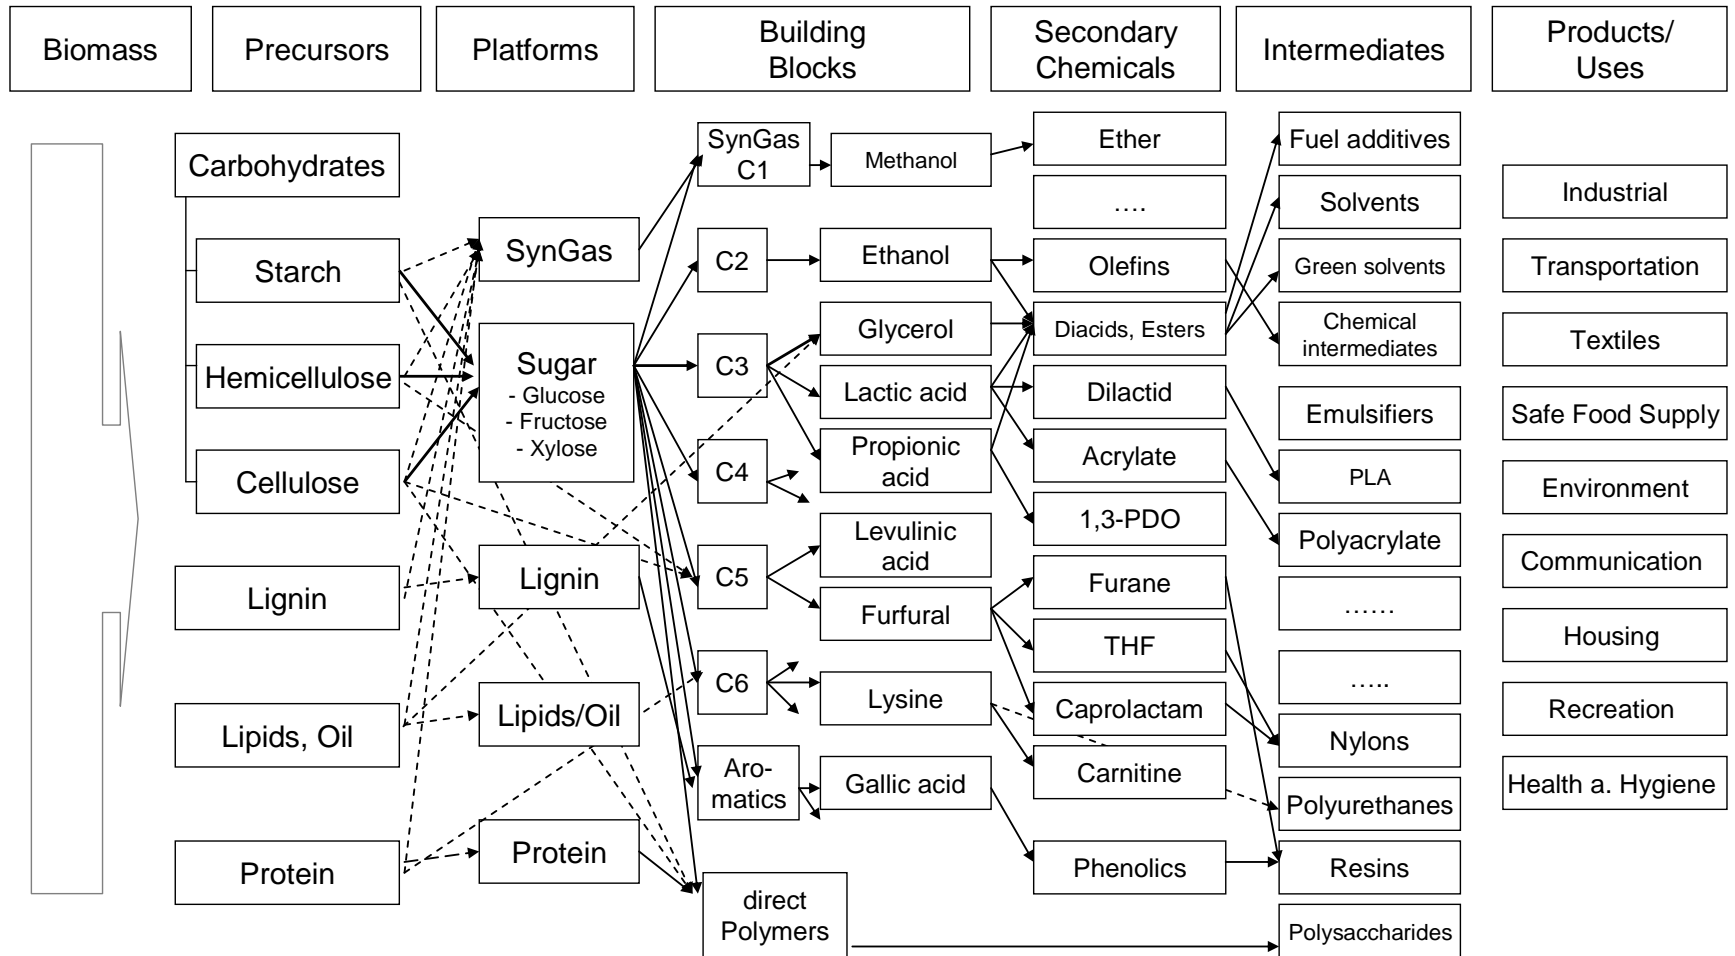 Biomass
Precursors
Platforms
Building
Blocks
Secondary
Chemicals
Intermediates
Products/
Uses
Carbohydrates
Starch
Hemicellulose
Cellulose
Lignin
Lipids, Oil
Protein
SynGas
Sugar
- Glucose
- Fructose
- Xylose
Lignin
Lipids/Oil
Protein
SynGas
C1
C2
C3
C4
C5
C6
Aro-
matics
direct
Polymers
Methanol
Ethanol
Glycerol
Lactic acid
Propionic
acid
Levulinic
acid
Furfural
Lysine
Gallic acid
Ether
....
Olefins
Diacids, Esters
Dilactid
Acrylate
1,3-PDO
Furane
THF
Caprolactam
Carnitine
Phenolics
Fuel additives
Solvents
Green solvents
Chemical
intermediates
Emulsifiers
PLA
Polyacrylate
......
.....
Nylons
Polyurethanes
Resins
Polysaccharides
Industrial
Transportation
Textiles
Safe Food Supply
Environment
Communication
Housing
Recreation
Health a. Hygiene